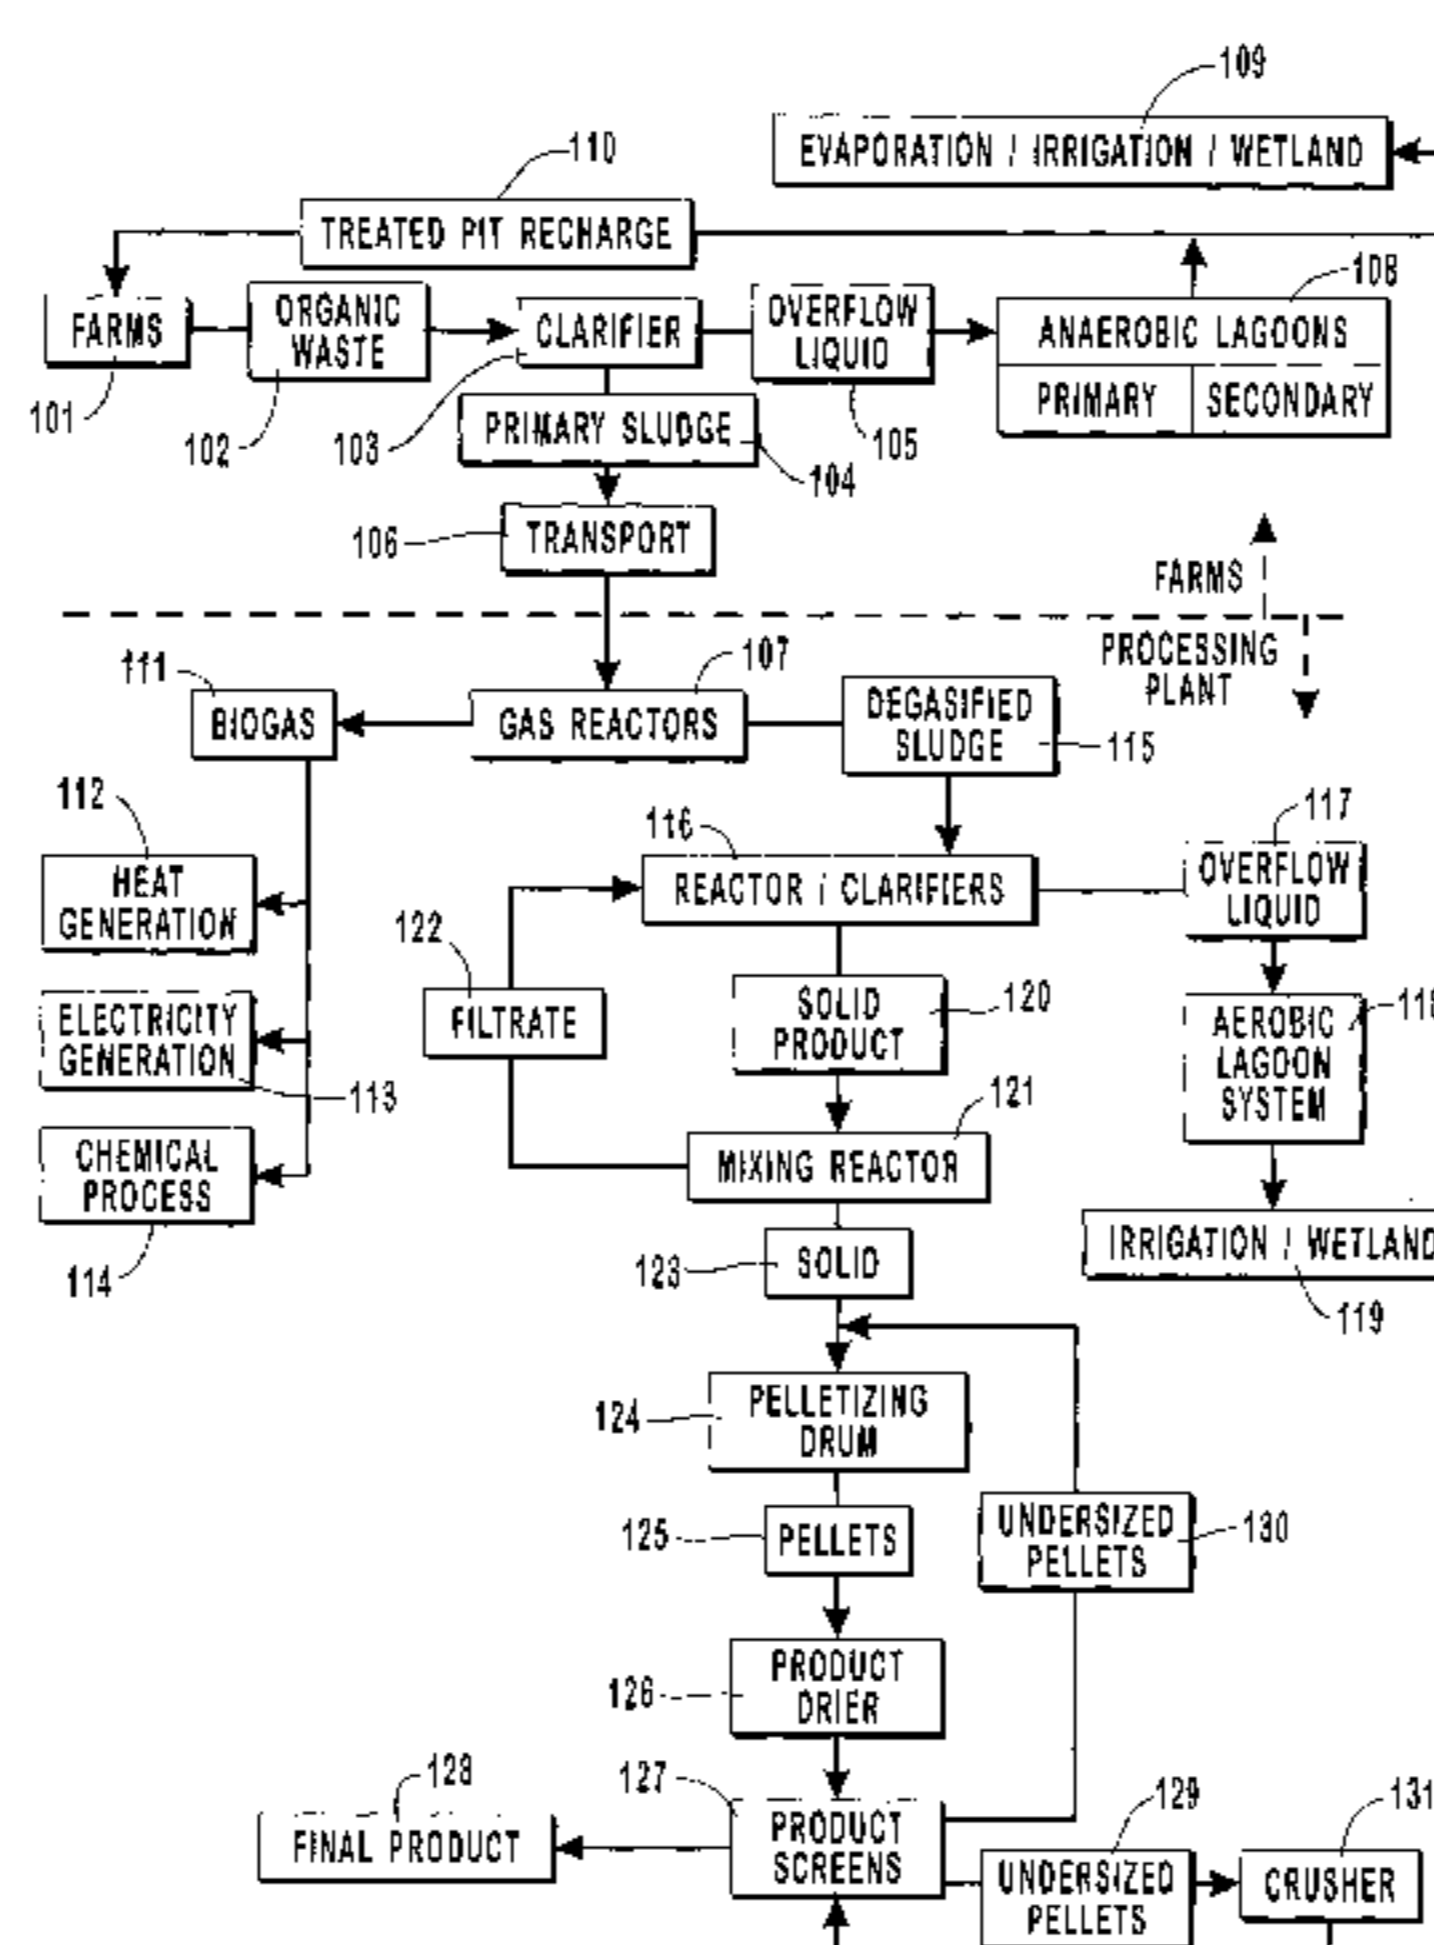 109
EVAPORATION / IRRIGATION / WETLAND
110
TREATED PIT RECHARGE
108
FARMS
ORGANIC
WASTE
CLARIFIER
OVERFLOW
LIQUID
ANAEROBIC LAGOONS
PRIMARY
SECONDARY
101
102
103
PRIMARY SLUDGE
105
104
106
TRANSPORT
FARMS
PROCESSING
PLANT
111
107
BIOGAS
GAS REACTORS
DEGASIFIED
SLUDGE
115
112
116
117
HEAT
GENERATION
REACTOR / CLARIFIERS
OVERFLOW
LIQUID
122
ELECTRICITY
GENERATION
FILTRATE
SOLID
PRODUCT
120
AEROBIC
LAGOON
SYSTEM
118
113
121
CHEMICAL
PROCESS
MIXING REACTOR
114
123
SOLID
IRRIGATION / WETLAND
119
124
PELLETIZING
DRUM
125
PELLETS
UNDERSIZED
PELLETS
130
126
PRODUCT
DRIER
128
127
129
131
FINAL PRODUCT
PRODUCT
SCREENS
UNDERSIZED
PELLETS
CRUSHER